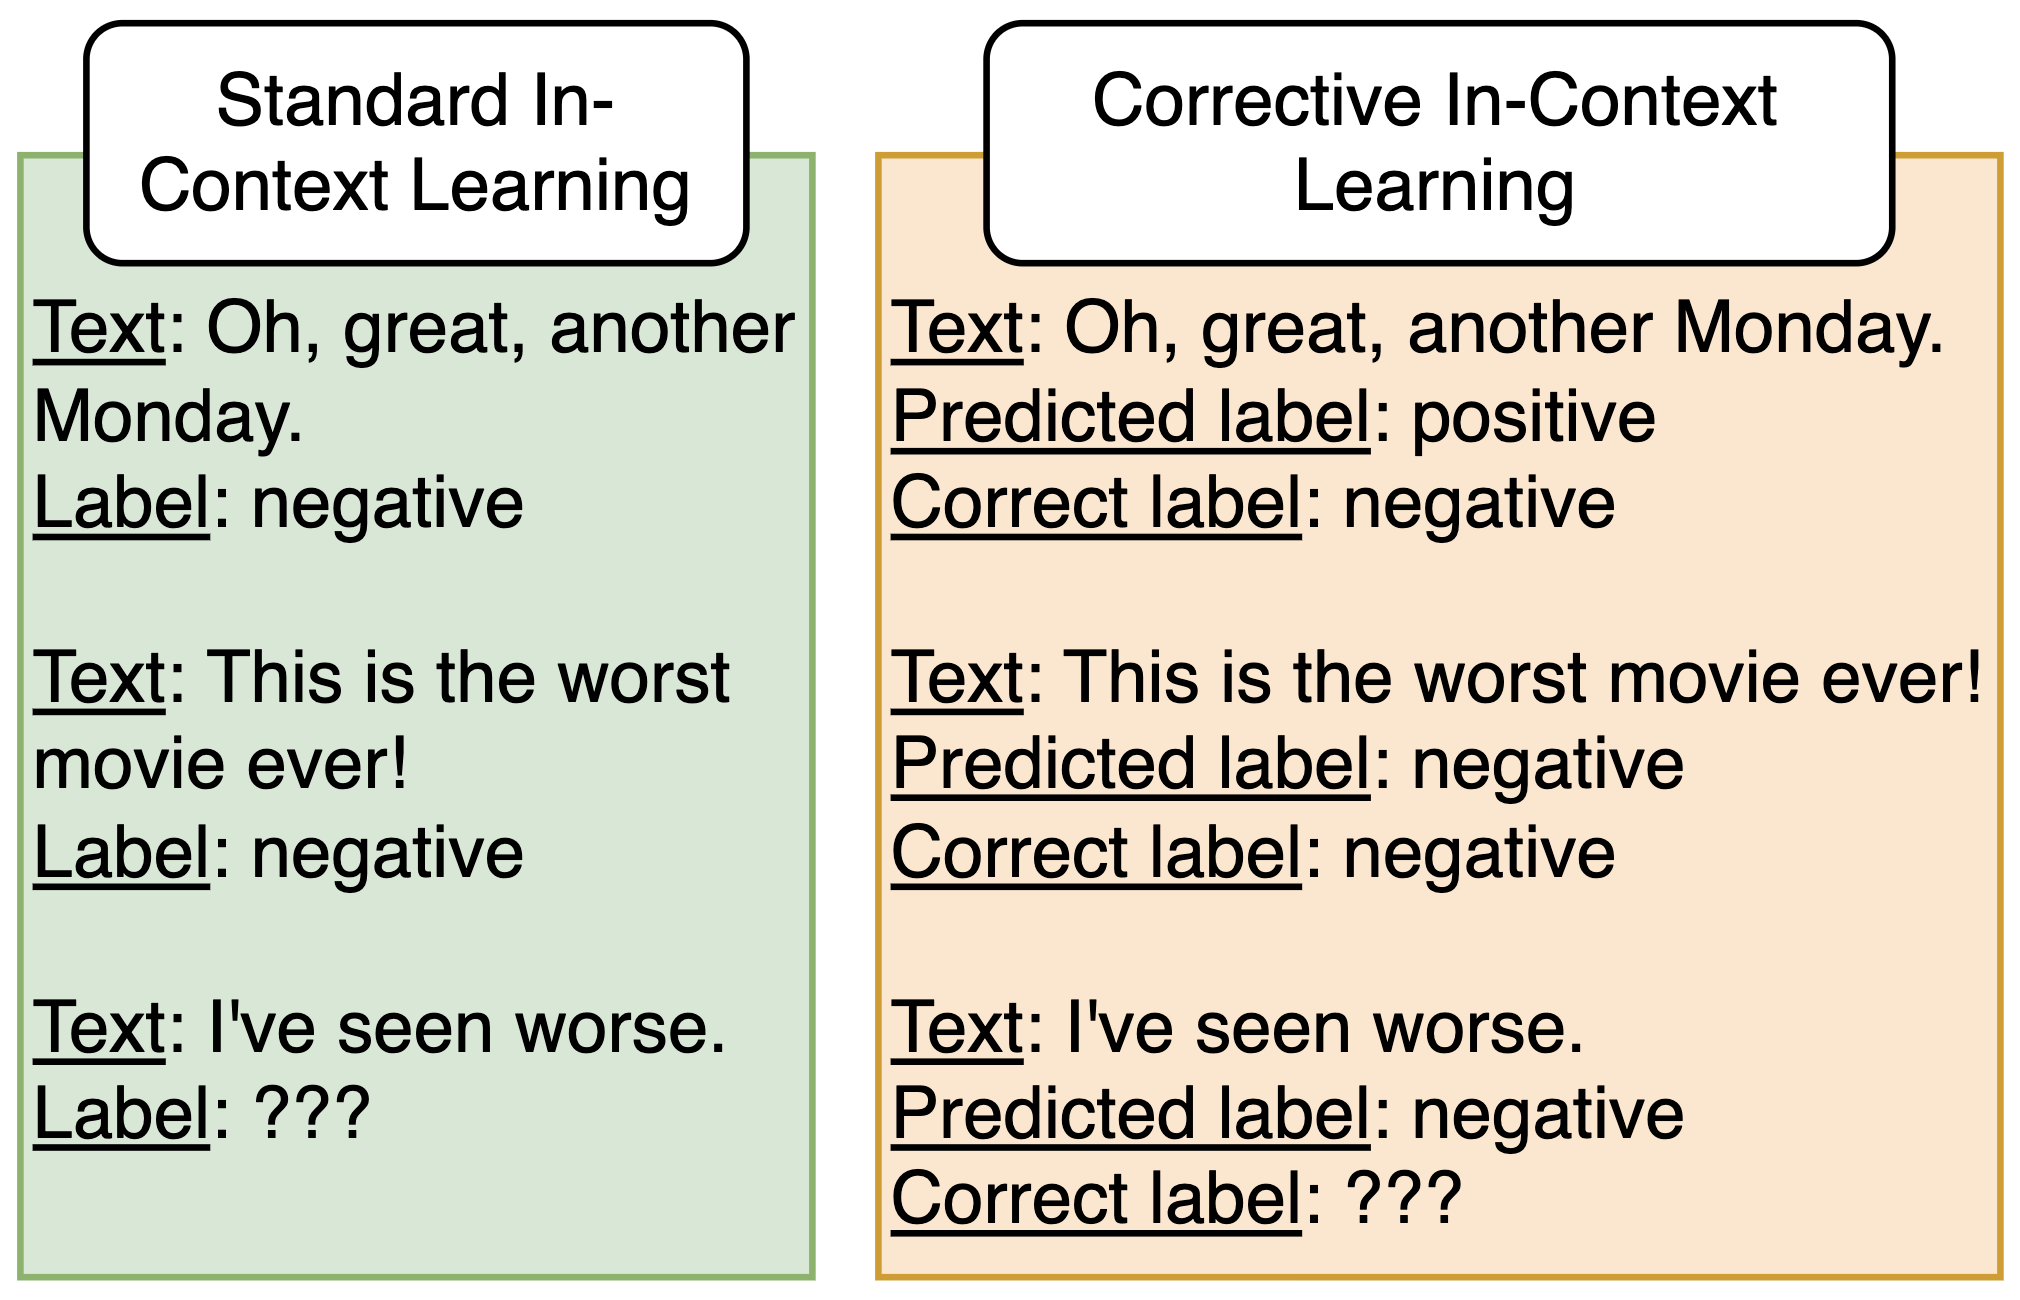 Standard In-
Context Learning
Text: Oh, great, another
Monday.
Label: negative
Text: This is the worst
movie ever!
Label: negative
Text: I've seen worse.
Label: ???
Corrective In-Context
Learning
Text: Oh, great, another Monday.
Predicted label: positive
Correct label: negative
Text: This is the worst movie ever!
Predicted label: negative
Correct label: negative
Text: I've seen worse.
Predicted label: negative
Correct label: ???